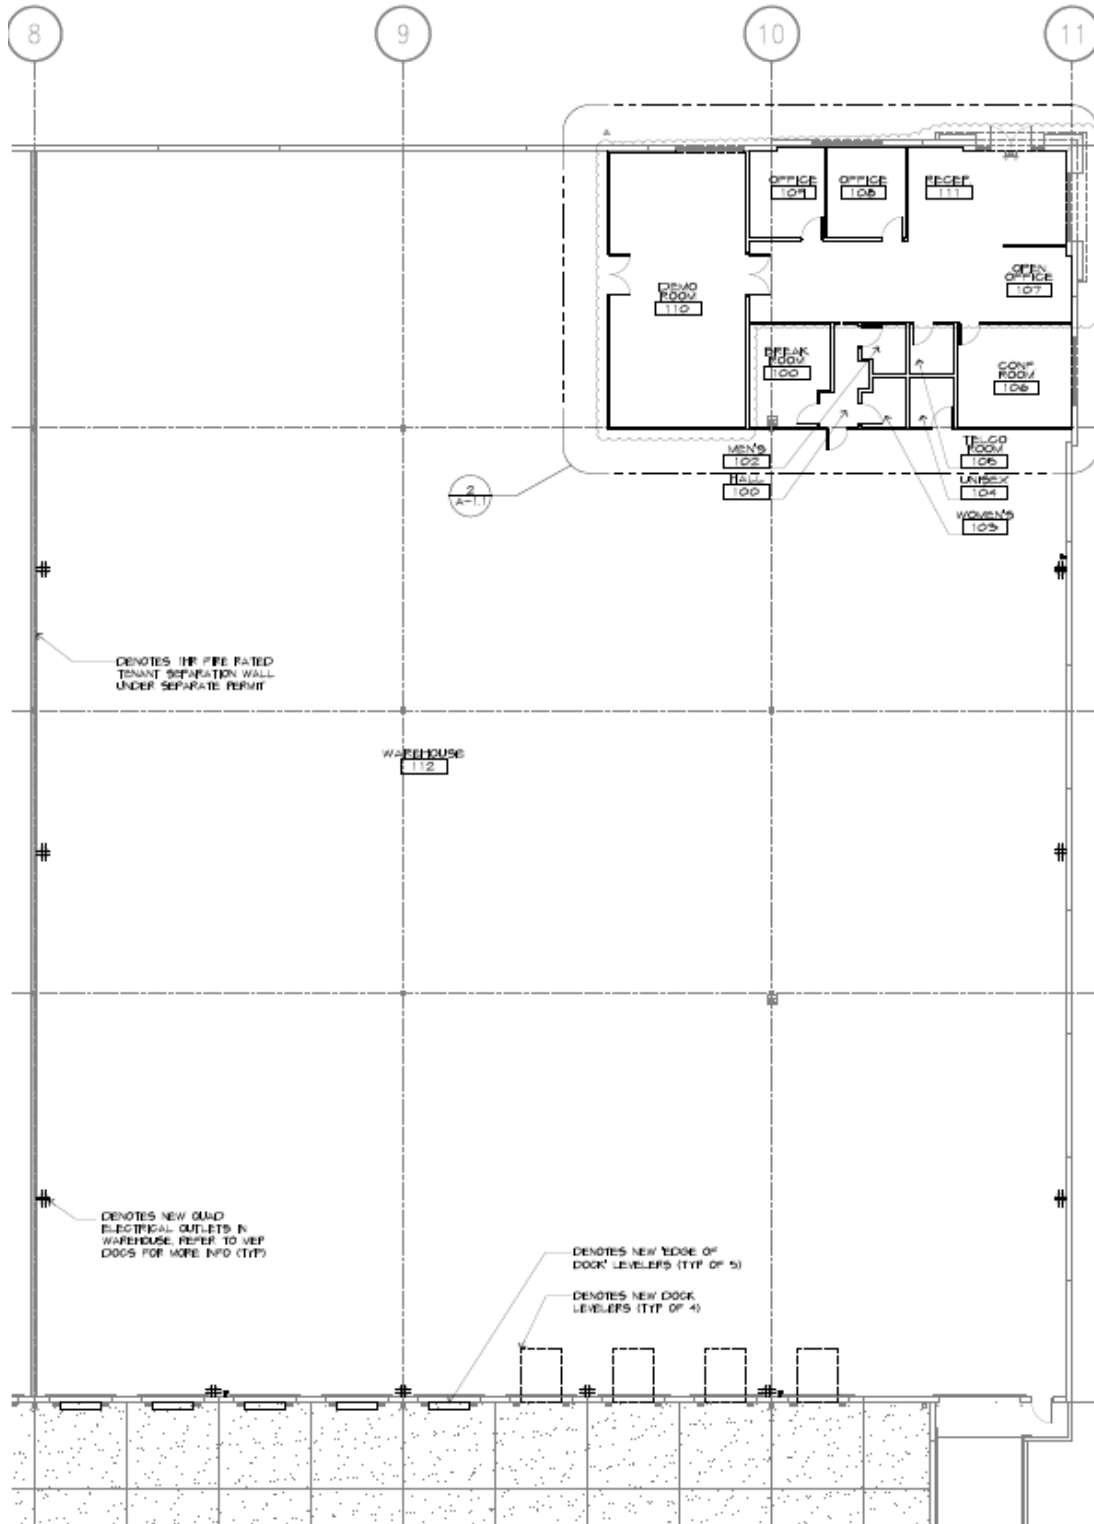 8
9
10
11
OFFICE
109
OFFICE
108
RECEP
111
OPEN
OFFICE
107
DEMO
ROOM
110
BREAK
ROOM
100
CONF
ROOM
106
MEN'S
102
HALL
100
TELCO
ROOM
105
UNISEX
104
WOMEN'S
103
2
A-1.1
DENOTES 1HR FIRE RATED
TENANT SEPARATION WALL
UNDER SEPARATE PERMIT
WAREHOUSE
112
DENOTES NEW QUAD
ELECTRICAL OUTLETS IN
WAREHOUSE, REFER TO MEP
DOCS FOR MORE INFO (TYP)
DENOTES NEW 'EDGE OF
DOCK' LEVELERS (TYP OF 5)
DENOTES NEW DOCK
LEVELERS (TYP OF 4)